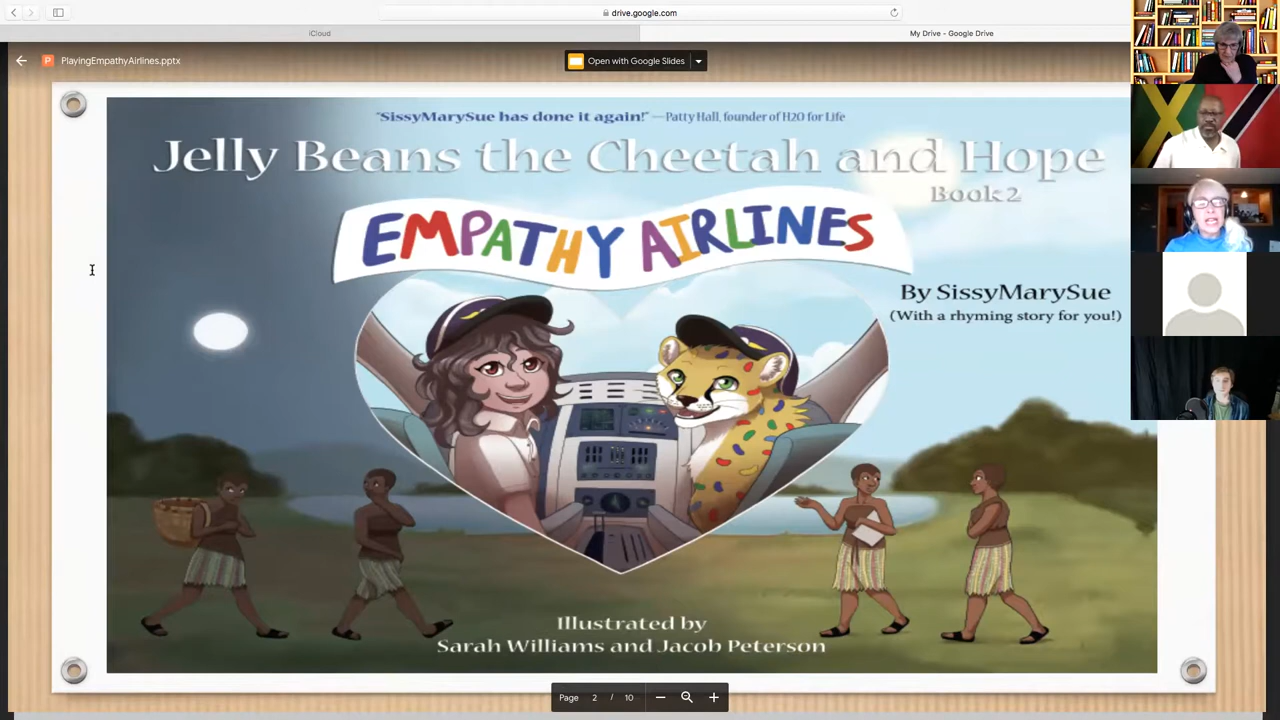 drive.google.com
iCloud
My Drive - Google Drive
P
PlayingEmpathyAirlines.pptx
Open with Google Slides
"SissyMarySue has done it again!" —Patty Hall, founder of H2O for Life
Jelly Beans the Cheetah and Hope
Book 2
EMPATHY AIRLINES
By SissyMarySue
(With a rhyming story for you!)
Illustrated by
Sarah Williams and Jacob Peterson
Page 2 / 10